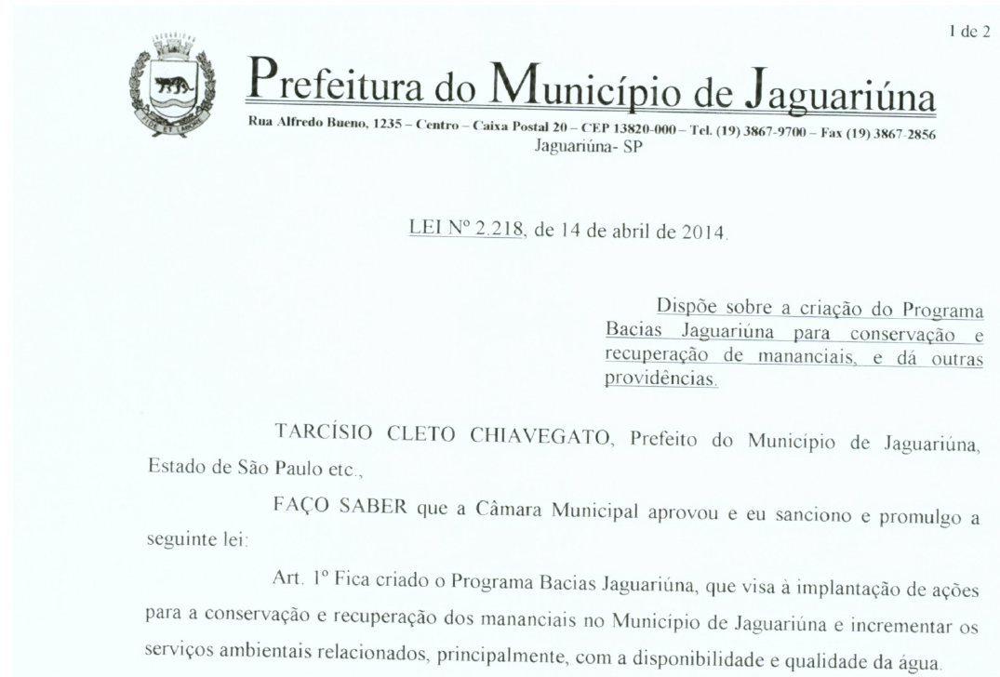 1 de 2
JAGUARIUNA
FIDE ET LABORE
Prefeitura do Município de Jaguariúna
Rua Alfredo Bueno, 1235 – Centro – Caixa Postal 20 – CEP 13820-000 – Tel. (19) 3867-9700 – Fax (19) 3867-2856
Jaguariúna- SP
LEI Nº 2.218, de 14 de abril de 2014.
Dispõe sobre a criação do Programa
Bacias Jaguariúna para conservação e
recuperação de mananciais, e dá outras
providências.
TARCÍSIO CLETO CHIAVEGATO, Prefeito do Município de Jaguariúna,
Estado de São Paulo etc.,
FAÇO SABER que a Câmara Municipal aprovou e eu sanciono e promulgo a
seguinte lei:
Art. 1º Fica criado o Programa Bacias Jaguariúna, que visa à implantação de ações
para a conservação e recuperação dos mananciais no Município de Jaguariúna e incrementar os
serviços ambientais relacionados, principalmente, com a disponibilidade e qualidade da água.